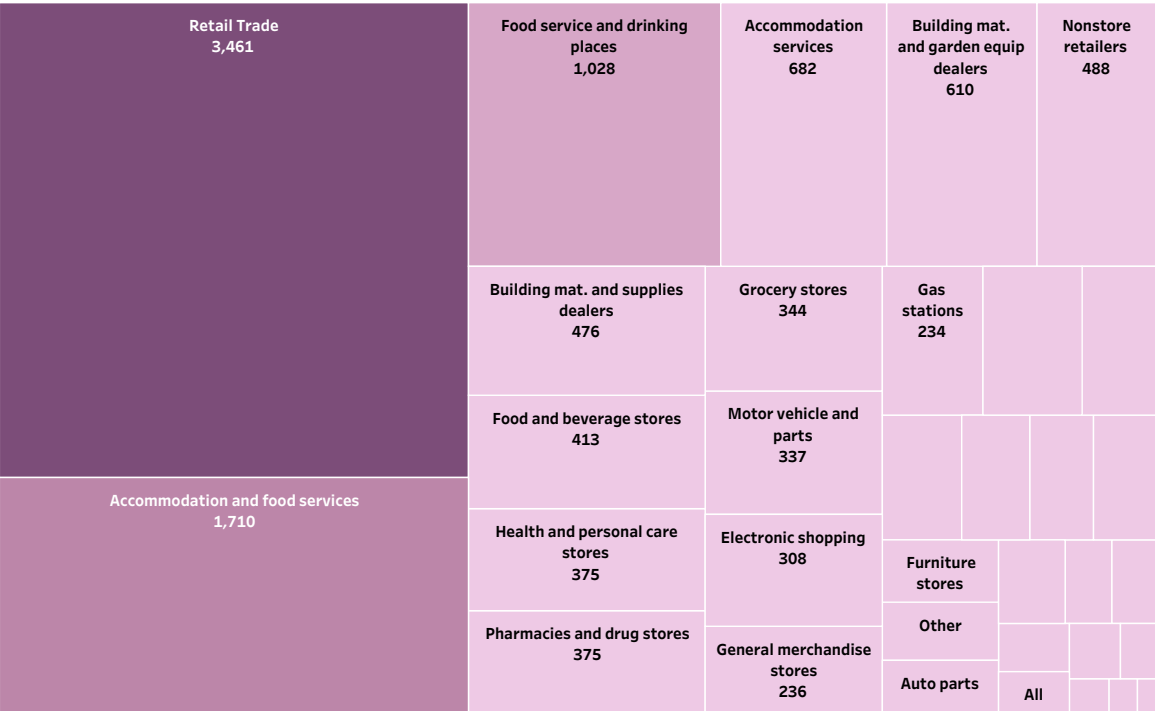 Retail Trade
3,461
Accommodation and food services
1,710
Food service and drinking
places
1,028
Accommodation
services
682
Building mat.
and garden equip
dealers
610
Nonstore
retailers
488
Building mat. and supplies
dealers
476
Food and beverage stores
413
Health and personal care
stores
375
Pharmacies and drug stores
375
Grocery stores
344
Motor vehicle and
parts
337
Electronic shopping
308
General merchandise
stores
236
Gas
stations
234
Furniture
stores
Other
Auto parts
All